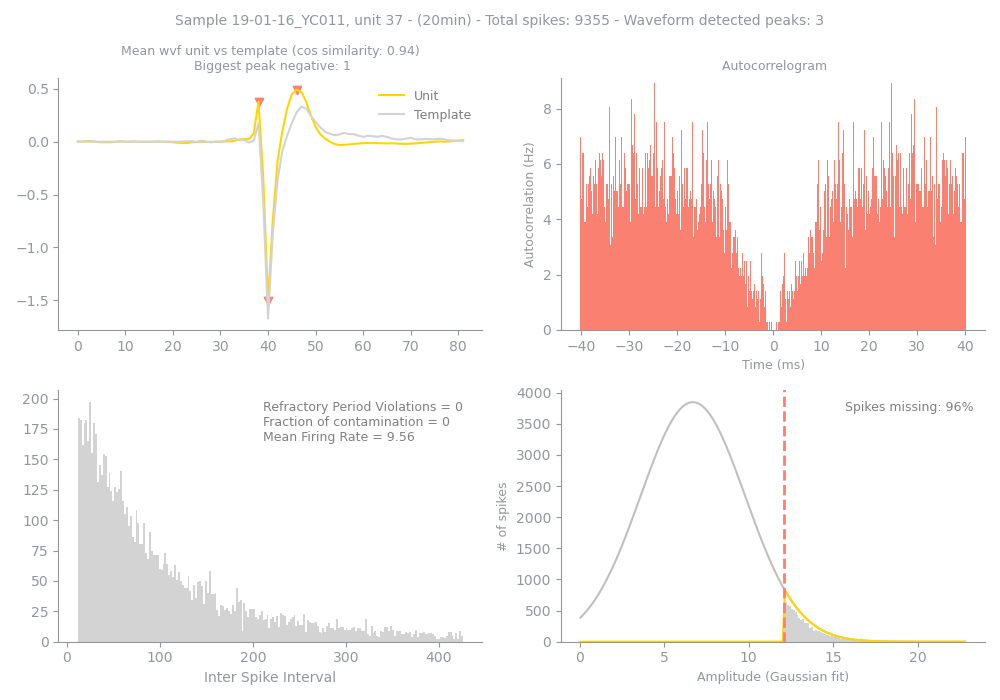 Sample 19-01-16_YC011, unit 37 - (20min) - Total spikes: 9355 - Waveform detected peaks: 3
Mean wvf unit vs template (cos similarity: 0.94)
Biggest peak negative: 1
0.5
0.0
−0.5
−1.0
−1.5
0 10 20 30 40 50 60 70 80
Unit
Template
Autocorrelogram
Autocorrelation (Hz)
8
6
4
2
0
−40 −30 −20 −10 0 10 20 30 40
Time (ms)
200
175
150
125
100
75
50
25
0
0 100 200 300 400
Inter Spike Interval
Refractory Period Violations = 0
Fraction of contamination = 0
Mean Firing Rate = 9.56
# of spikes
4000
3500
3000
2500
2000
1500
1000
500
0
0 5 10 15 20
Amplitude (Gaussian fit)
Spikes missing: 96%